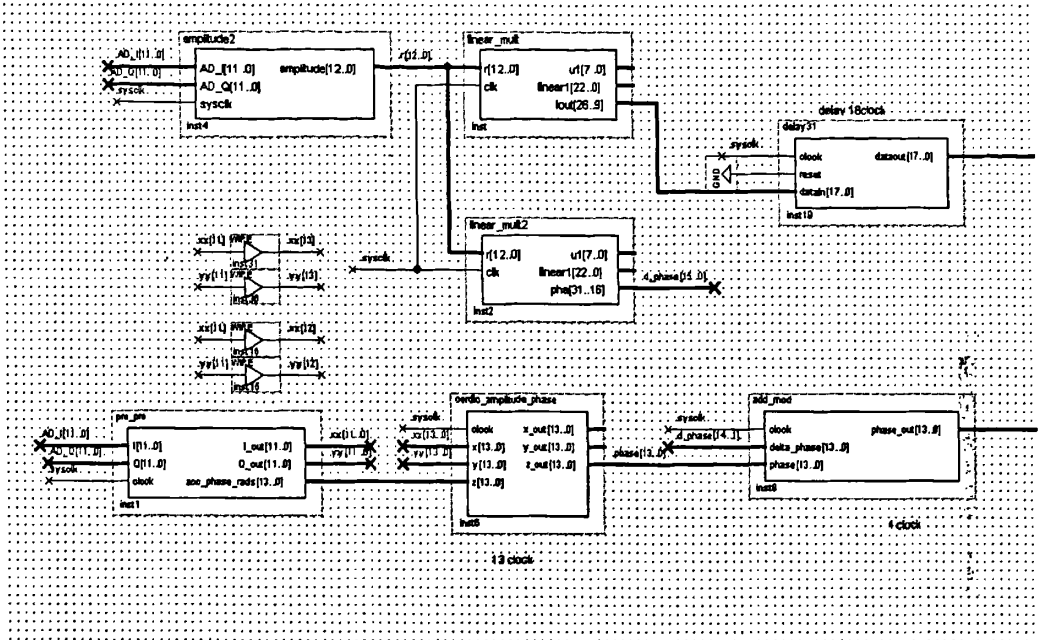 amplitude2
AD_I[11..0]
AD_Q[11..0]
sysclk
AD_I[11..0]
AD_Q[11..0]
sysclk
amplitude[12..0]
inst4
r[12..0]
linear_mult
r[12..0]
clk
u1[7..0]
linear1[22..0]
lout[26..9]
inst
delay 18clock
delay31
sysclk
GND
clock
reset
datain[17..0]
dataout[17..0]
inst19
linear_mult2
sysclk
r[12..0]
clk
u1[7..0]
linear1[22..0]
pha[31..16]
inst2
d_phase[15..0]
xx[11]
WIRE
xx[13]
inst31
yy[11]
WIRE
yy[13]
xx[11]
WIRE
xx[12]
yy[11]
WIRE
yy[12]
pre_pre
AD_I[11..0]
AD_Q[11..0]
sysclk
I[11..0]
Q[11..0]
clock
I_out[11..0]
Q_out[11..0]
acc_phase_rads[13..0]
inst1
xx[11..0]
yy[11..0]
cordic_amplitude_phase
sysclk
xx[13..0]
yy[13..0]
clock
x[13..0]
y[13..0]
z[13..0]
x_out[13..0]
y_out[13..0]
z_out[13..0]
13 clock
phase[13..0]
add_mod
sysclk
clock
delta_phase[13..0]
phase[13..0]
phase_out[13..0]
4 clock